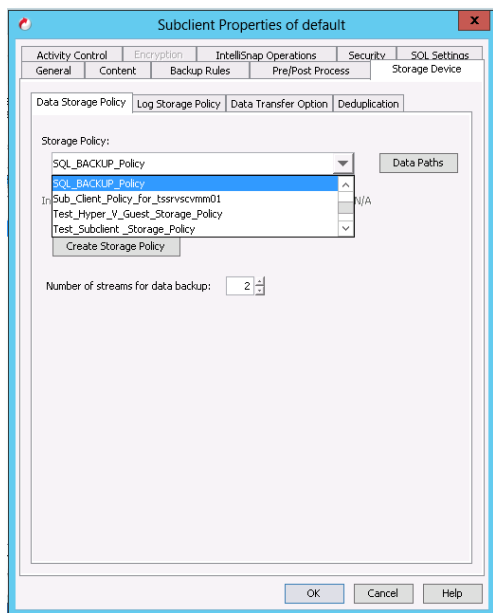 Subclient Properties of default
x
Activity Control Encryption IntelliSnap Operations Security SQL Settings
General Content Backup Rules Pre/Post Process Storage Device
Data Storage Policy Log Storage Policy Data Transfer Option Deduplication
Storage Policy:
SQL_BACKUP_Policy Data Paths
SQL_BACKUP_Policy
In N/A
Sub_Client_Policy_for_tssrvscvmm01
Test_Hyper_V_Guest_Storage_Policy
Test_Subclient _Storage_Policy
Create Storage Policy
Number of streams for data backup: 2
OK Cancel Help